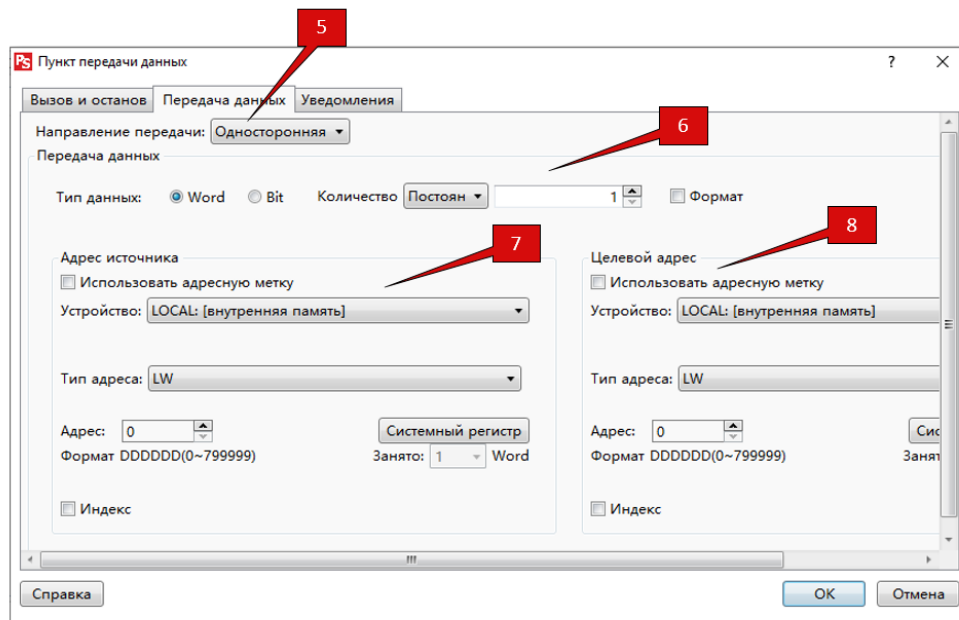 5
PS Пункт передачи данных ?
Вызов и останов Передача данных Уведомления
Направление передачи: Односторонняя
6
Передача данных
Тип данных: Word Bit Количество Постоян 1 Формат
7
8
Адрес источника Целевой адрес
Использовать адресную метку Использовать адресную метку
Устройство: LOCAL: [внутренняя память] Устройство: LOCAL: [внутренняя память]
Тип адреса: LW Тип адреса: LW
Адрес: 0 Системный регистр Адрес: 0 Сис
Формат DDDDDD(0~799999) Занято: 1 Word Формат DDDDDD(0~799999) Занят
Индекс Индекс
Справка OK Отмена